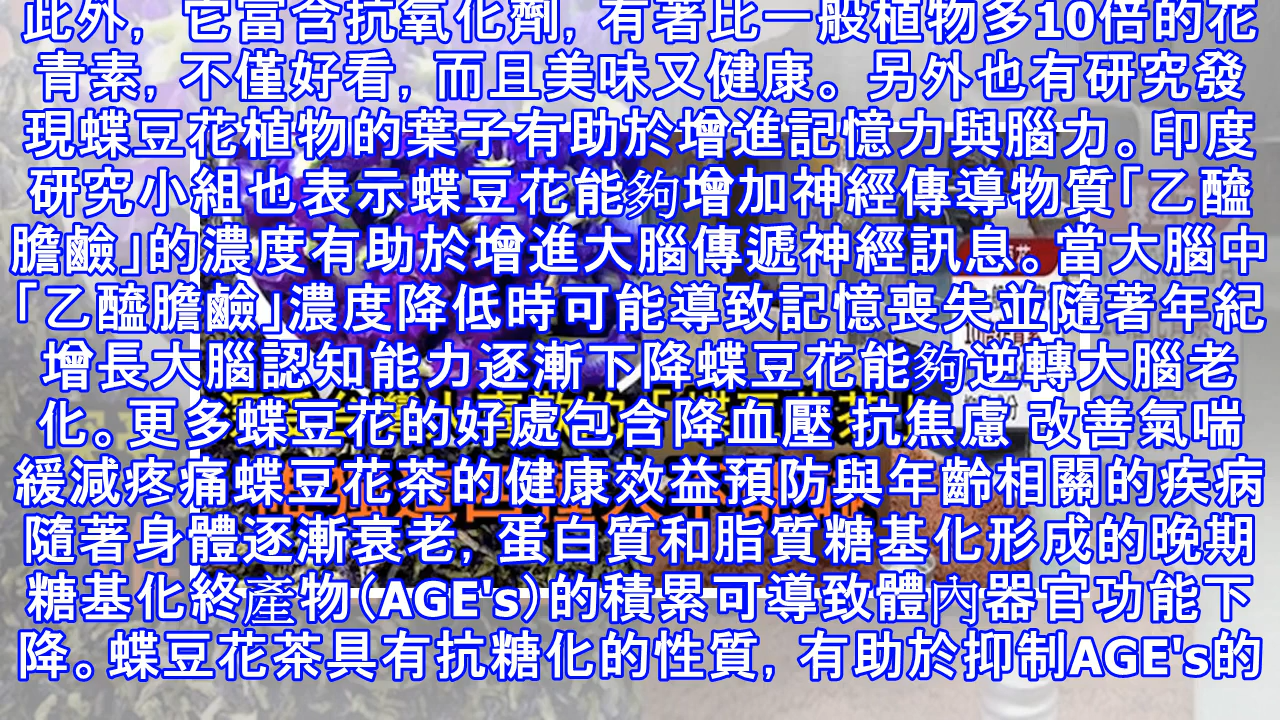 此外, 它富含抗氧化劑, 有著比一般植物多10倍的花
青素, 不僅好看, 而且美味又健康。另外也有研究發
現蝶豆花植物的葉子有助於增進記憶力與腦力。印度
研究小組也表示蝶豆花能夠增加神經傳導物質「乙醯
膽鹼」的濃度有助於增進大腦傳遞神經訊息。當大腦中
「乙醯膽鹼」濃度降低時可能導致記憶喪失並隨著年紀
增長大腦認知能力逐漸下降蝶豆花能夠逆轉大腦老
化。更多蝶豆花的好處包含降血壓 抗焦慮 改善氣喘
緩減疼痛蝶豆花茶的健康效益預防與年齡相關的疾病
隨著身體逐漸衰老, 蛋白質和脂質糖基化形成的晚期
糖基化終產物(AGE's)的積累可導致體內器官功能下
降。蝶豆花茶具有抗糖化的性質, 有助於抑制AGE's的